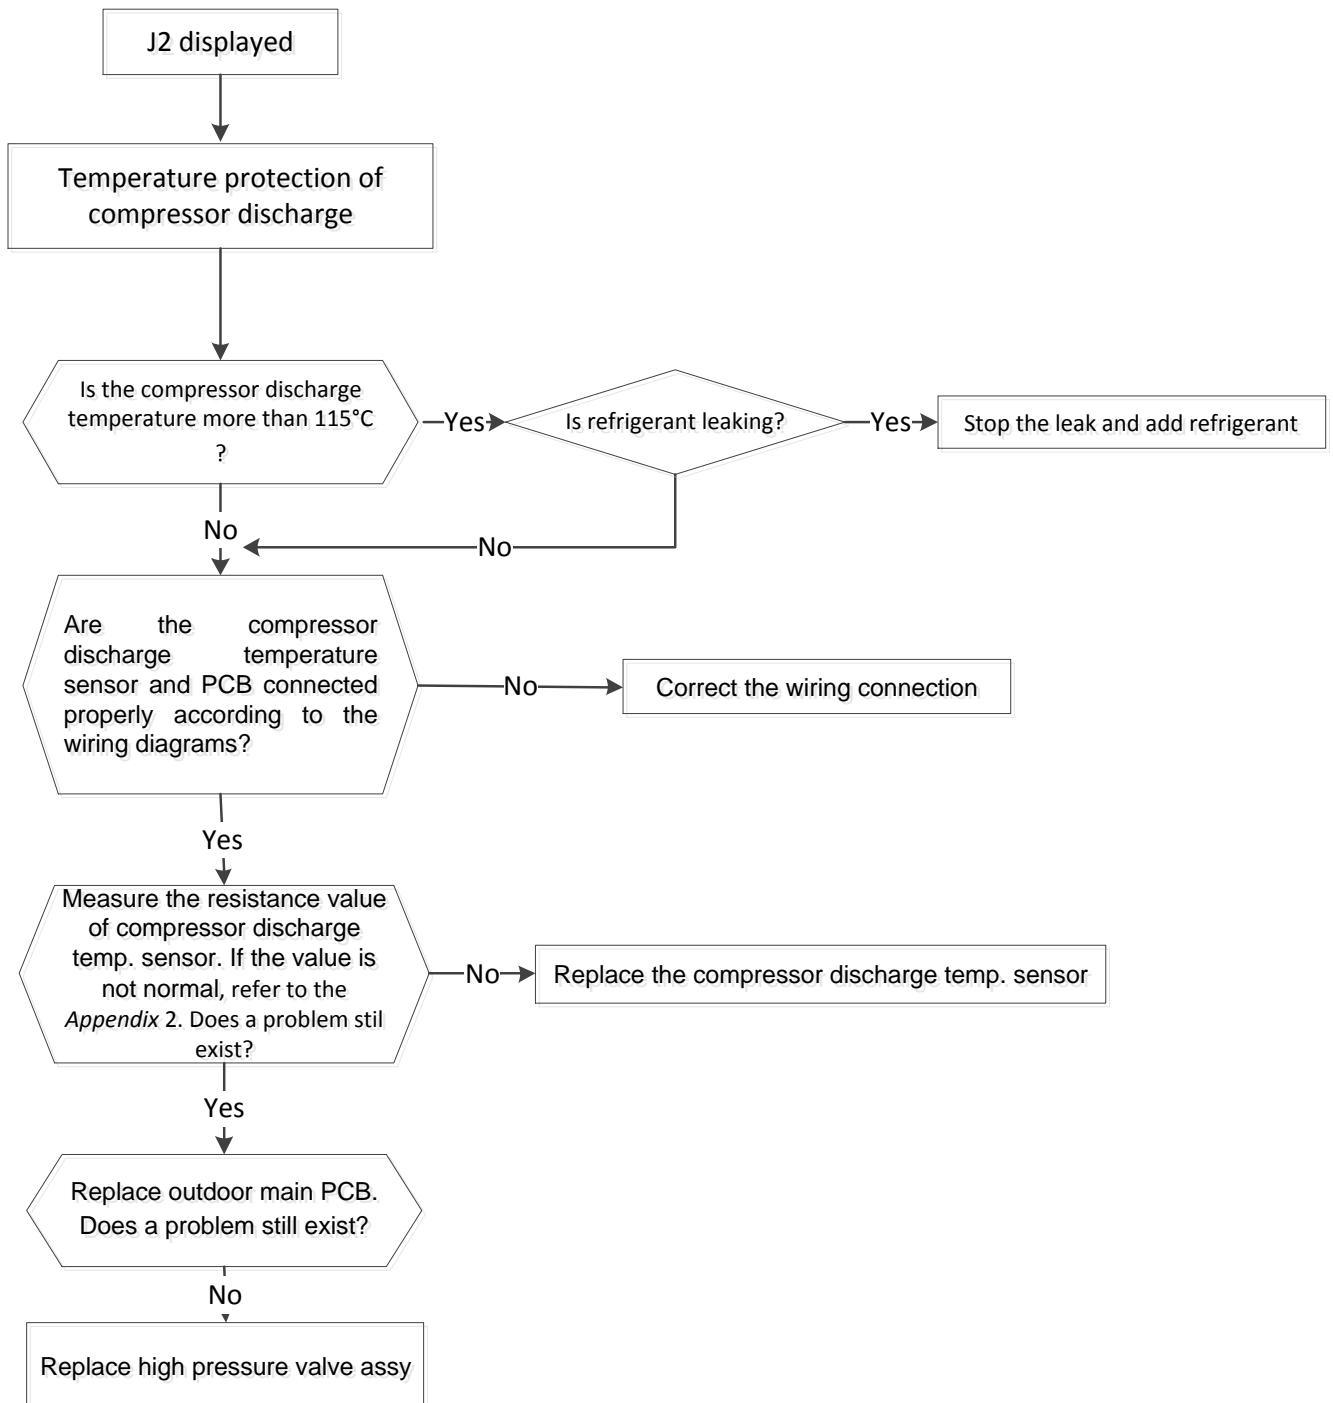 J2 displayed
Temperature protection of
compressor discharge
Is the compressor discharge
temperature more than 115°C
?
Yes
Is refrigerant leaking?
Yes
Stop the leak and add refrigerant
No
No
Are the compressor
discharge temperature
sensor and PCB connected
properly according to the
wiring diagrams?
No
Correct the wiring connection
Yes
Measure the resistance value
of compressor discharge
temp. sensor. If the value is
not normal, refer to the
Appendix 2. Does a problem stil
exist?
No
Replace the compressor discharge temp. sensor
Yes
Replace outdoor main PCB.
Does a problem still exist?
No
Replace high pressure valve assy